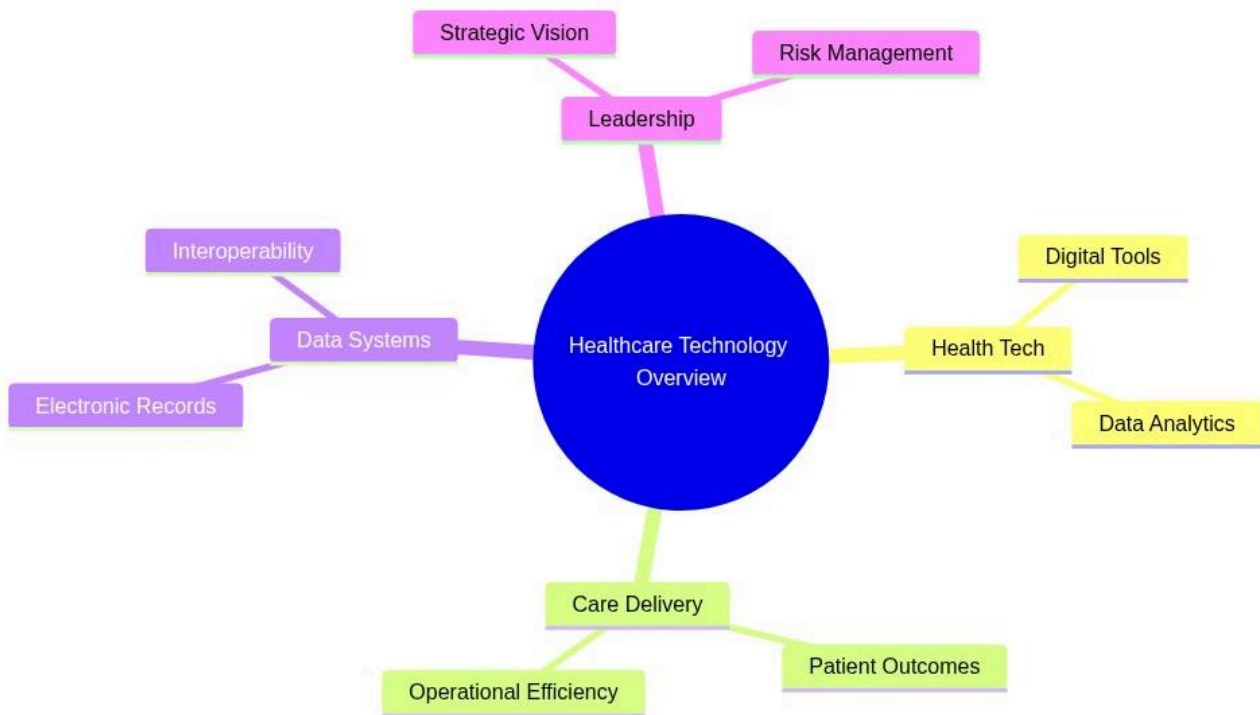 Strategic Vision
Risk Management
Leadership
Interoperability
Digital Tools
Data Systems
Healthcare Technology
Overview
Health Tech
Electronic Records
Data Analytics
Care Delivery
Patient Outcomes
Operational Efficiency